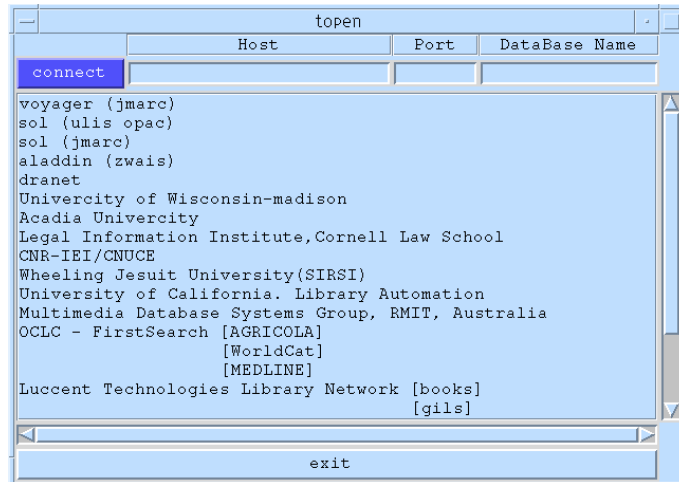 topen
Host Port DataBase Name
connect
voyager (jmarc)
sol (ulis opac)
sol (jmarc)
aladdin (zwais)
dranet
Univercity of Wisconsin-madison
Acadia Univercity
Legal Information Institute,Cornell Law School
CNR-IEI/CNUCE
Wheeling Jesuit University(SIRSI)
University of California. Library Automation
Multimedia Database Systems Group, RMIT, Australia
OCLC - FirstSearch [AGRICOLA]
[WorldCat]
[MEDLINE]
Luccent Technologies Library Network [books]
[gils]
exit